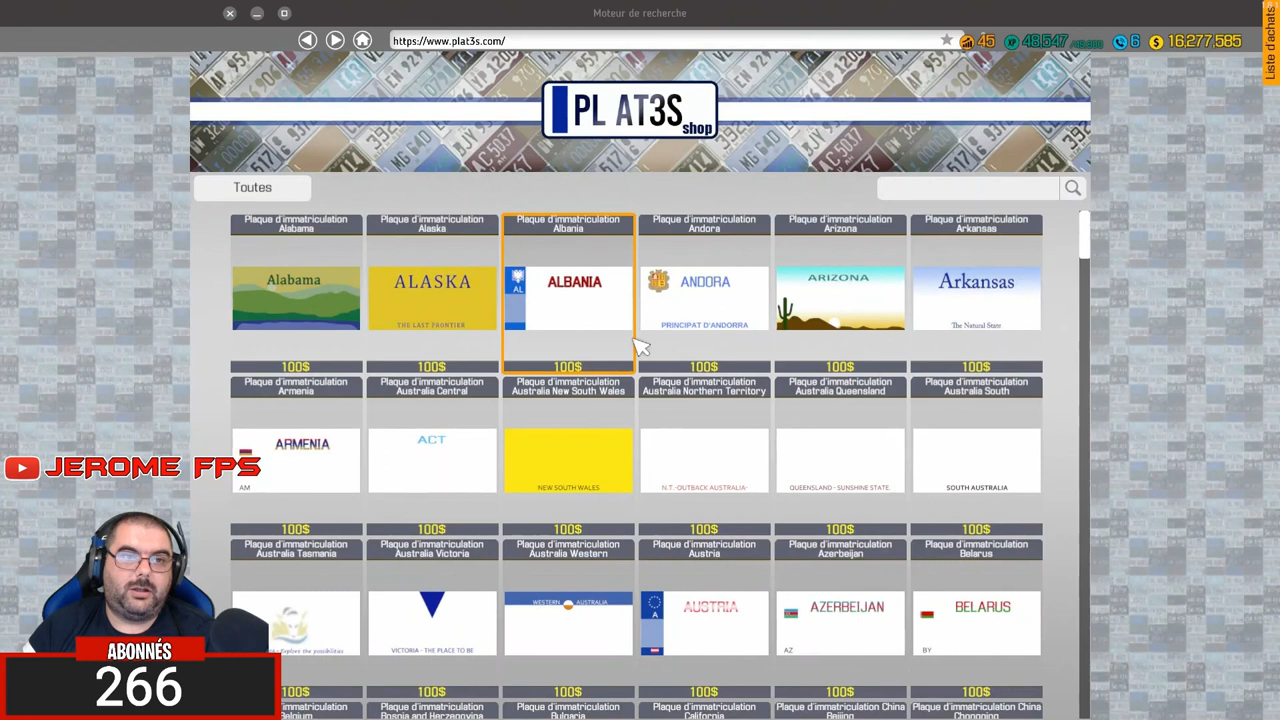 Moteur de recherche
https://www.plat3s.com/
45
48,547
6
16,277,585
Liste d'achats
PLAT3S
shop
Toutes
Plaque d'immatriculation
Alabama
Plaque d'immatriculation
Alaska
Plaque d'immatriculation
Albania
Plaque d'immatriculation
Andora
Plaque d'immatriculation
Arizona
Plaque d'immatriculation
Arkansas
Alabama
ALASKA
THE LAST FRONTIER
AL
ALBANIA
ANDORA
PRINCIPAT D'ANDORRA
ARIZONA
Arkansas
The Natural State
100$
100$
100$
100$
100$
100$
Plaque d'immatriculation
Armenia
Plaque d'immatriculation
Australia Central
Plaque d'immatriculation
Australia New South Wales
Plaque d'immatriculation
Australia Northern Territory
Plaque d'immatriculation
Australia Queensland
Plaque d'immatriculation
Australia South
ARMENIA
AM
ACT
NEW SOUTH WALES
N.T. -OUTBACK AUSTRALIA-
QUEENSLAND - SUNSHINE STATE.
SOUTH AUSTRALIA
JEROME FPS
100$
100$
100$
100$
100$
100$
Plaque d'immatriculation
Australia Tasmania
Plaque d'immatriculation
Australia Victoria
Plaque d'immatriculation
Australia Western
Plaque d'immatriculation
Austria
Plaque d'immatriculation
Azerbeijan
Plaque d'immatriculation
Belarus
- Explore the possibilities
VICTORIA - THE PLACE TO BE
WESTERN AUSTRALIA
A
AUSTRIA
AZERBEIJAN
AZ
BELARUS
BY
100$
100$
100$
100$
100$
100$
Plaque d'immatriculation
Belgium
Plaque d'immatriculation
Bosnia and Herzegovina
Plaque d'immatriculation
Bulgaria
Plaque d'immatriculation
California
Plaque d'immatriculation China
Beijing
Plaque d'immatriculation China
Chongqing
ABONNÉS
266